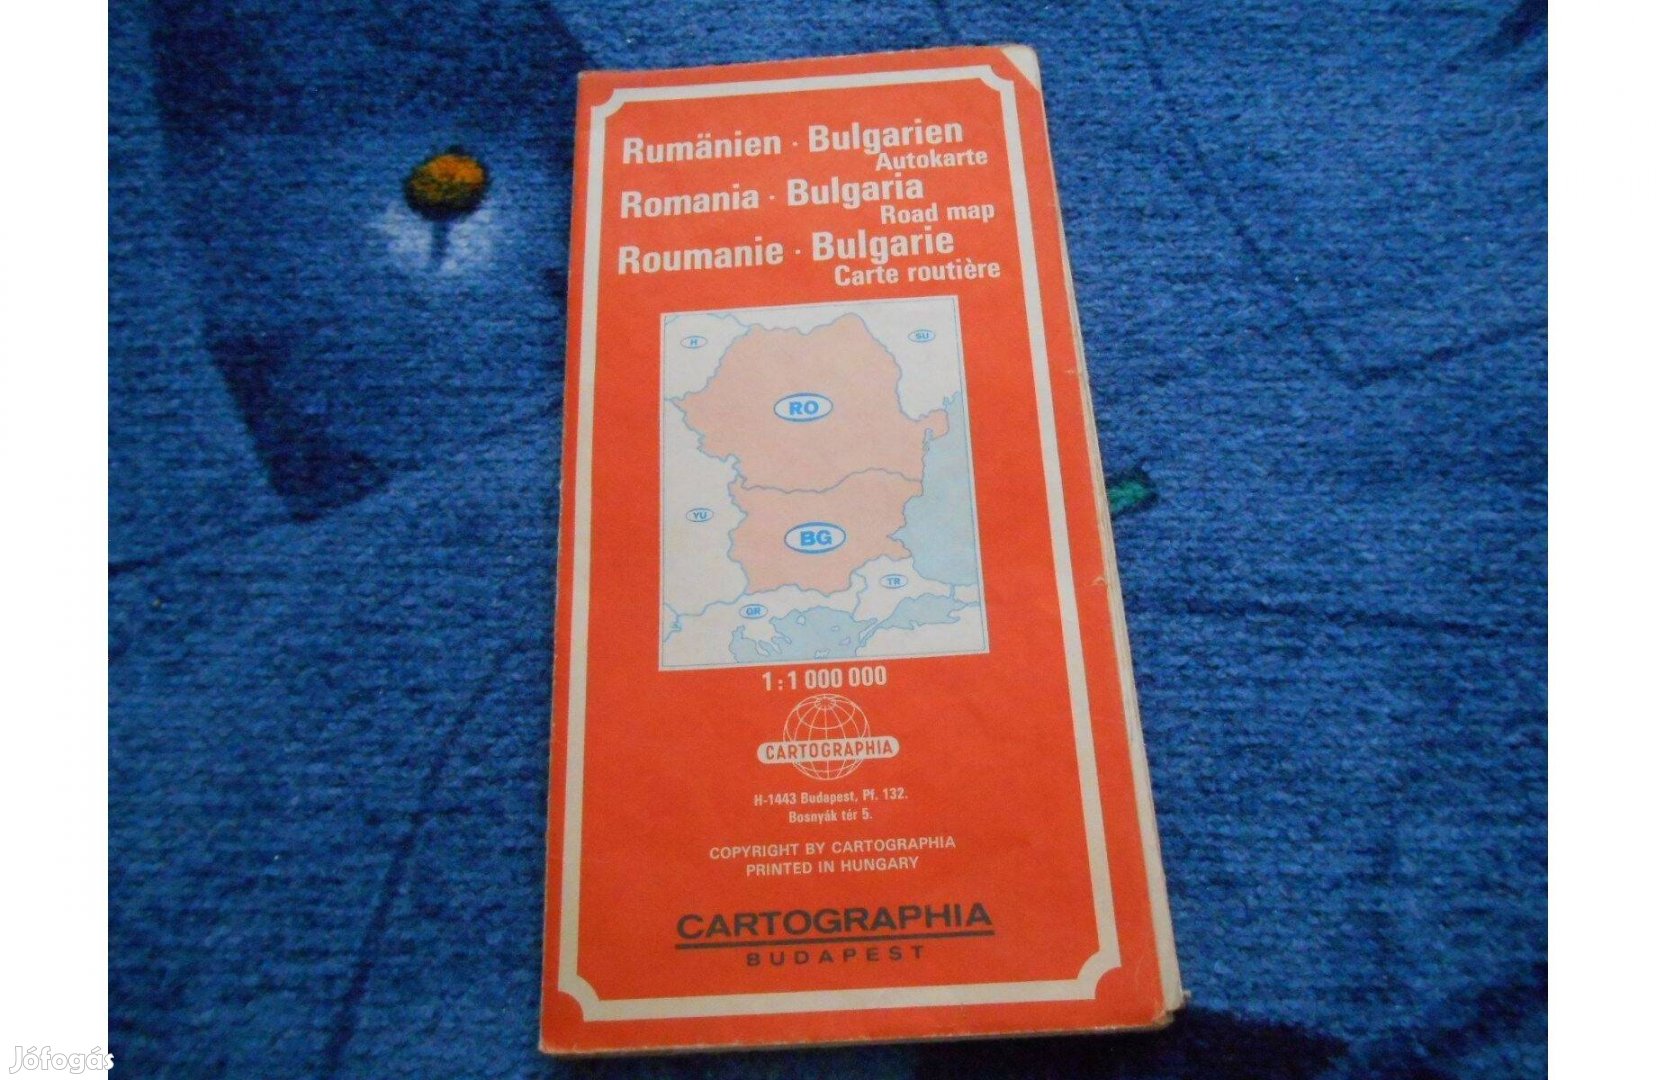 Rumänien · Bulgarien
Autokarte
Romania · Bulgaria
Road map
Roumanie · Bulgarie
Carte routière
H
SU
RO
YU
BG
TR
GR
1:1 000 000
CARTOGRAPHIA
H-1443 Budapest, Pf. 132.
Bosnyák tér 5.
COPYRIGHT BY CARTOGRAPHIA
PRINTED IN HUNGARY
CARTOGRAPHIA
BUDAPEST
Jófogás